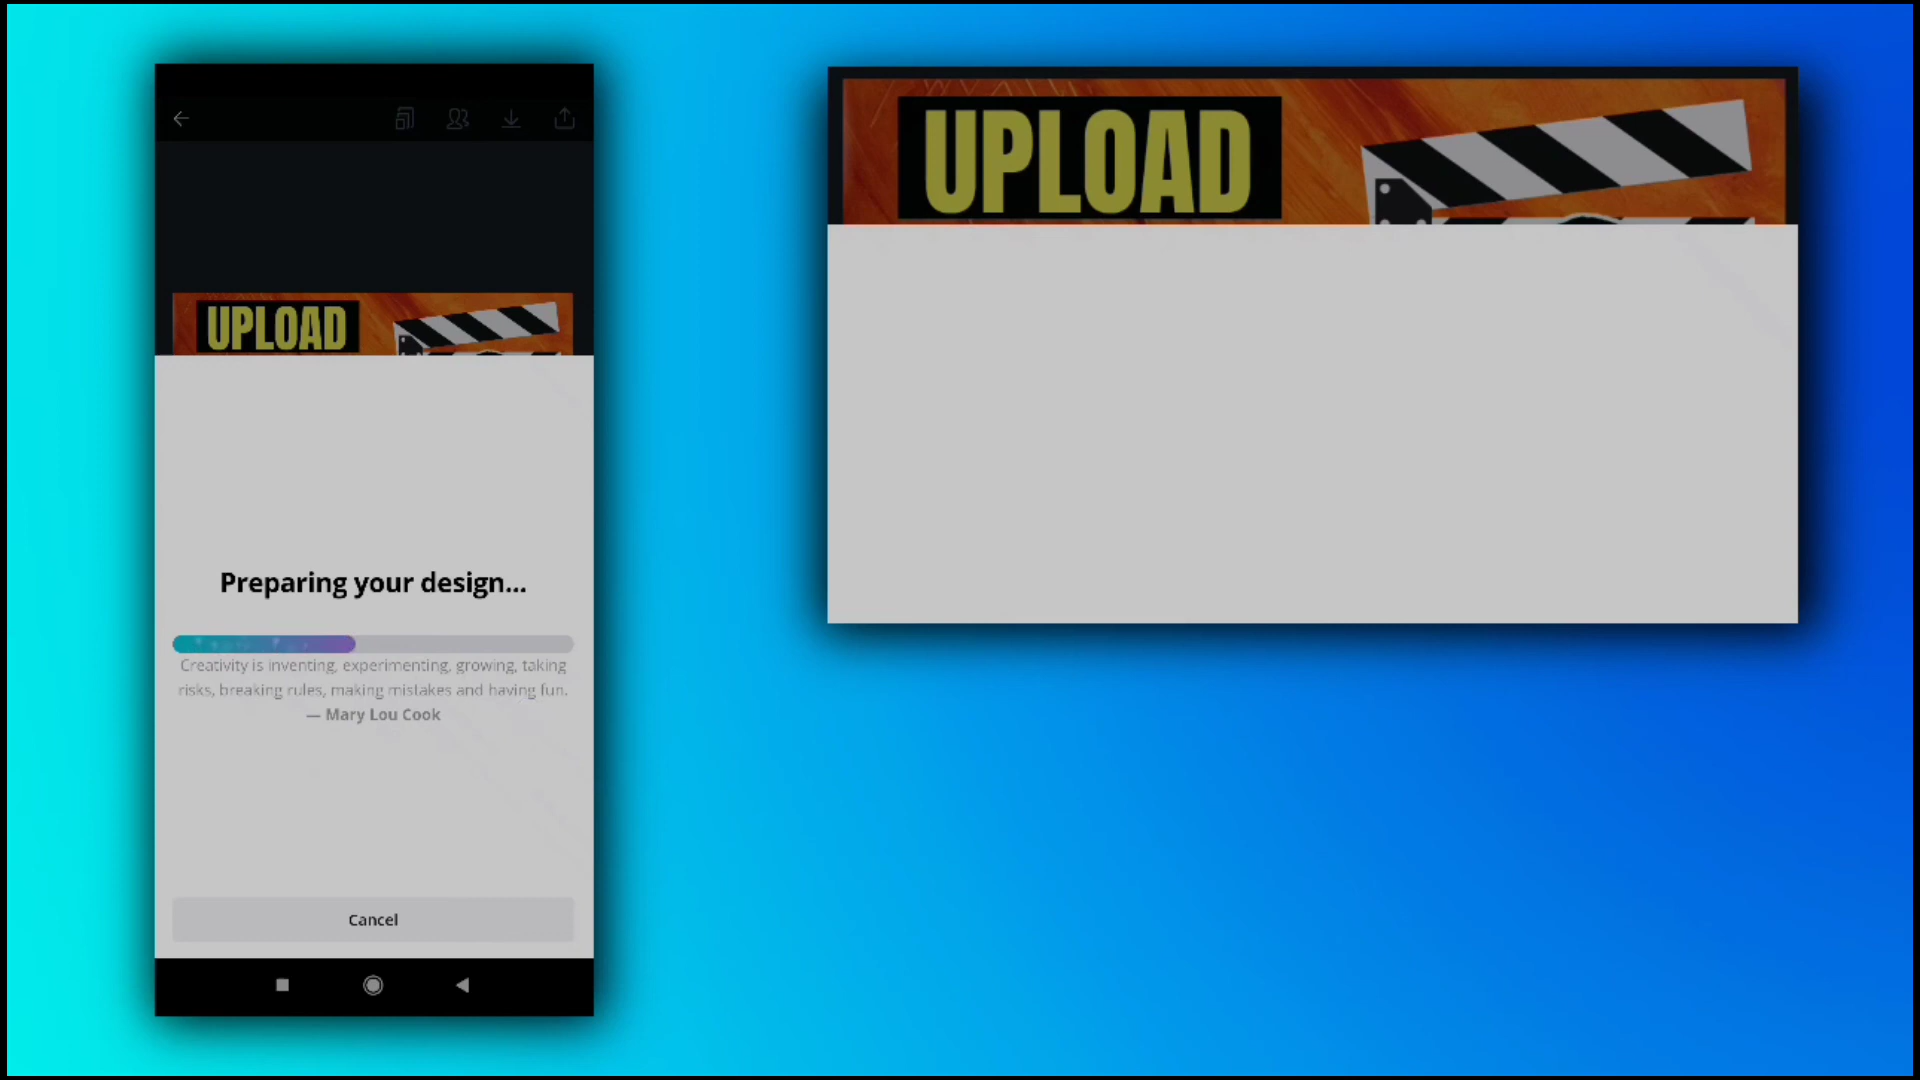 UPLOAD
Preparing your design...
Creativity is inventing, experimenting, growing, taking
risks, breaking rules, making mistakes and having fun.
— Mary Lou Cook
Cancel
UPLOAD